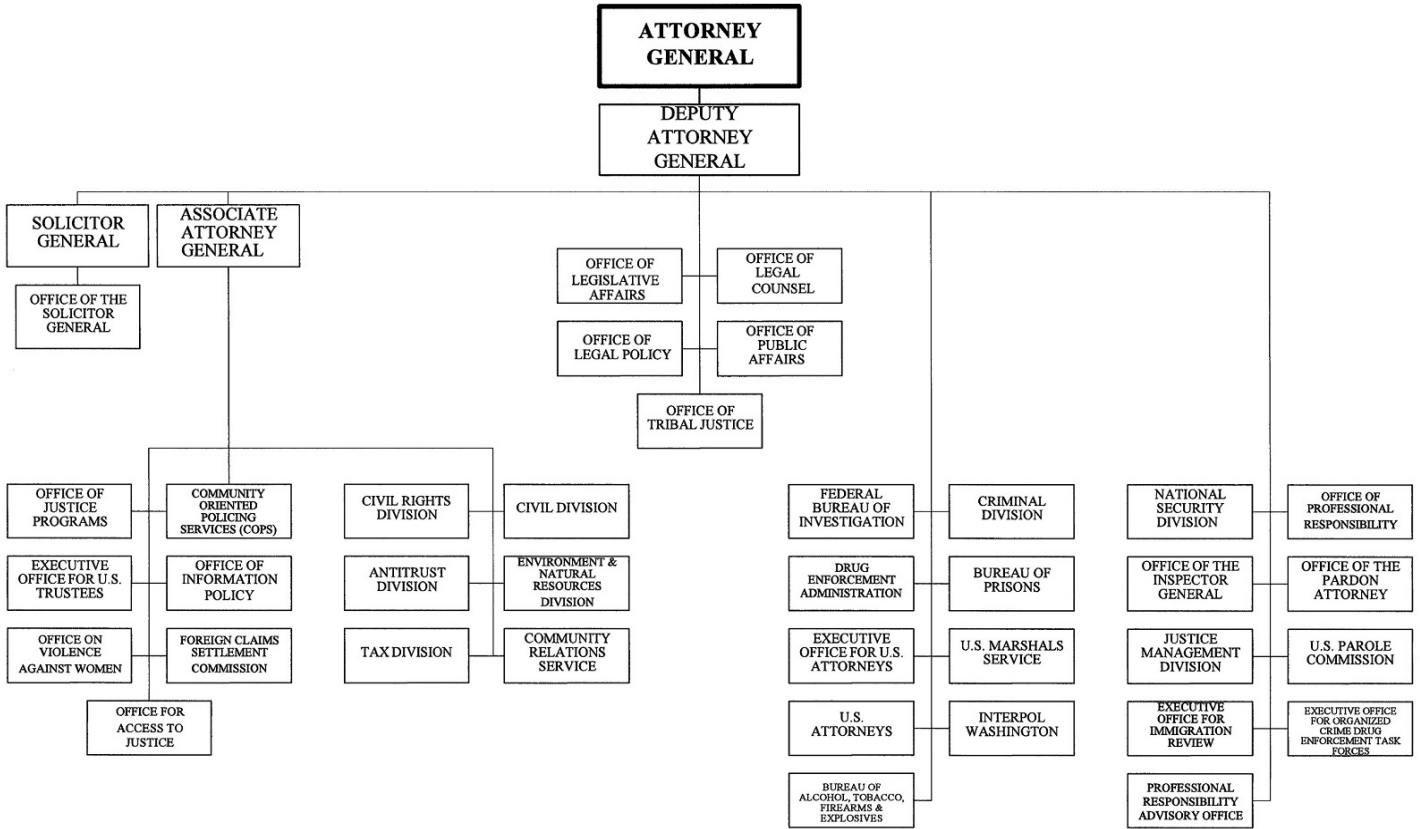 ATTORNEY
GENERAL
DEPUTY
ATTORNEY
GENERAL
SOLICITOR
GENERAL
ASSOCIATE
ATTORNEY
GENERAL
OFFICE OF THE
SOLICITOR
GENERAL
OFFICE OF
LEGISLATIVE
AFFAIRS
OFFICE OF
LEGAL
COUNSEL
OFFICE OF
LEGAL POLICY
OFFICE OF
PUBLIC
AFFAIRS
OFFICE OF
TRIBAL JUSTICE
OFFICE OF
JUSTICE
PROGRAMS
COMMUNITY
ORIENTED
POLICING
SERVICES (COPS)
EXECUTIVE
OFFICE FOR U.S.
TRUSTEES
OFFICE OF
INFORMATION
POLICY
OFFICE ON
VIOLENCE
AGAINST WOMEN
FOREIGN CLAIMS
SETTLEMENT
COMMISSION
OFFICE FOR
ACCESS TO
JUSTICE
CIVIL RIGHTS
DIVISION
CIVIL DIVISION
ANTITRUST
DIVISION
ENVIRONMENT &
NATURAL
RESOURCES
DIVISION
TAX DIVISION
COMMUNITY
RELATIONS
SERVICE
FEDERAL
BUREAU OF
INVESTIGATION
CRIMINAL
DIVISION
DRUG
ENFORCEMENT
ADMINISTRATION
BUREAU OF
PRISONS
EXECUTIVE
OFFICE FOR U.S.
ATTORNEYS
U.S. MARSHALS
SERVICE
U.S.
ATTORNEYS
INTERPOL
WASHINGTON
BUREAU OF
ALCOHOL, TOBACCO,
FIREARMS &
EXPLOSIVES
NATIONAL
SECURITY
DIVISION
OFFICE OF
PROFESSIONAL
RESPONSIBILITY
OFFICE OF THE
INSPECTOR
GENERAL
OFFICE OF THE
PARDON
ATTORNEY
JUSTICE
MANAGEMENT
DIVISION
U.S. PAROLE
COMMISSION
EXECUTIVE
OFFICE FOR
IMMIGRATION
REVIEW
EXECUTIVE OFFICE
FOR ORGANIZED
CRIME DRUG
ENFORCEMENT TASK
FORCES
PROFESSIONAL
RESPONSIBILITY
ADVISORY OFFICE